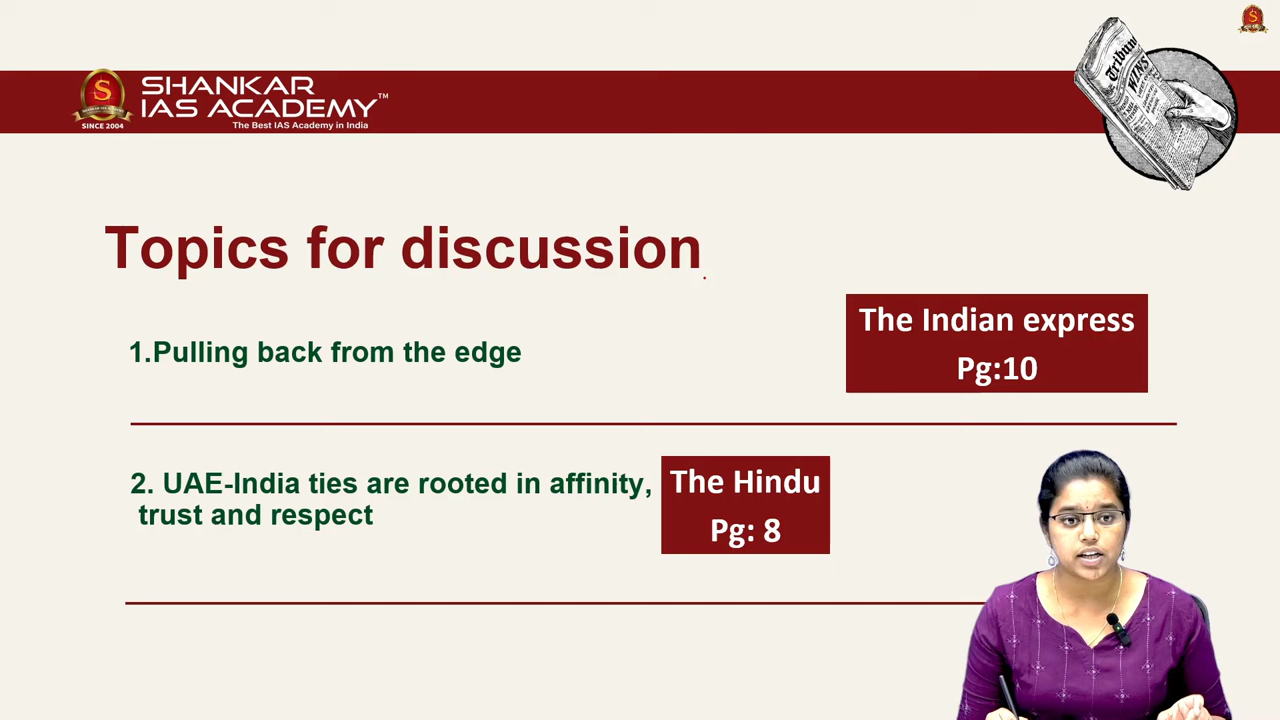 SHANKAR
IAS ACADEMY™
The Best IAS Academy in India
SINCE 2004
Tribune
WINS
Topics for discussion
1.Pulling back from the edge
The Indian express
Pg:10
2. UAE-India ties are rooted in affinity,
trust and respect
The Hindu
Pg: 8